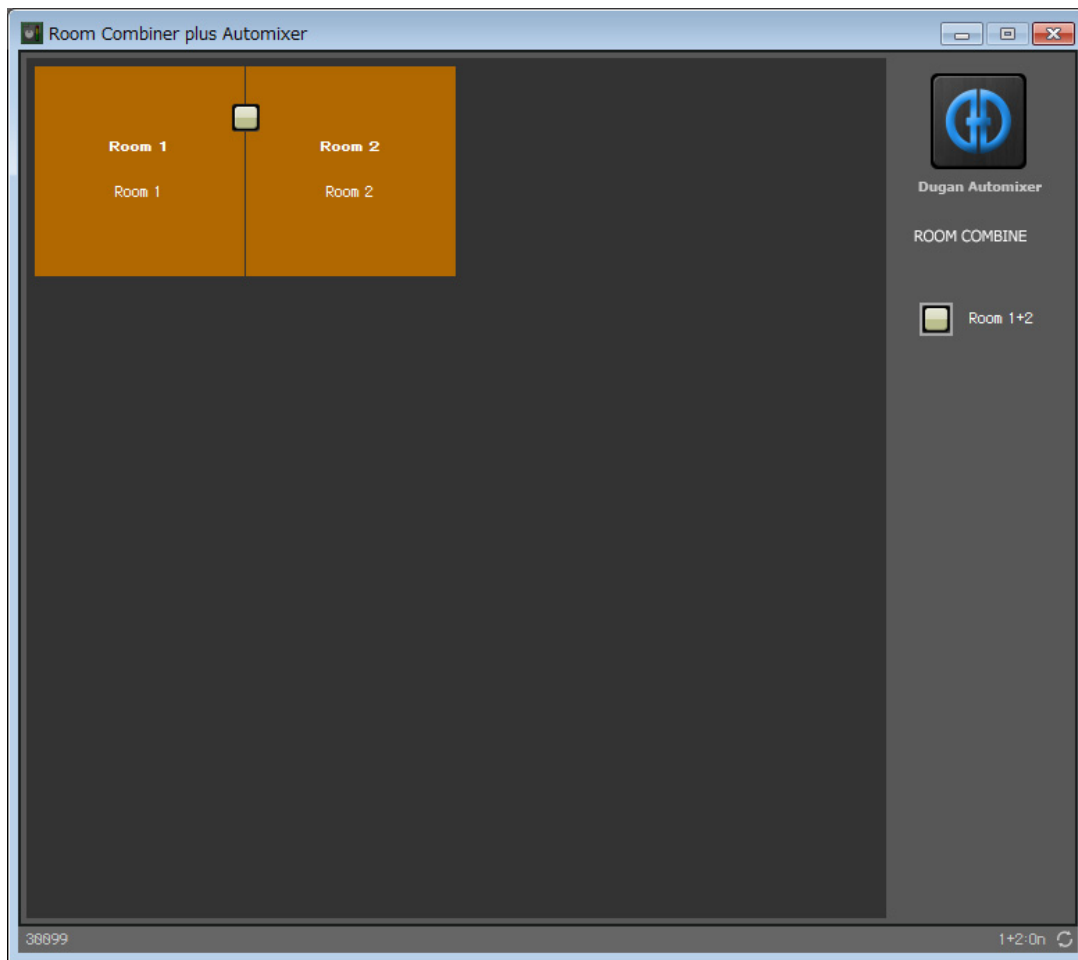 Room Combiner plus Automixer
Room 1
Room 2
Room 1
Room 2
Dugan Automixer
ROOM COMBINE
Room 1+2
30099
1+2:On